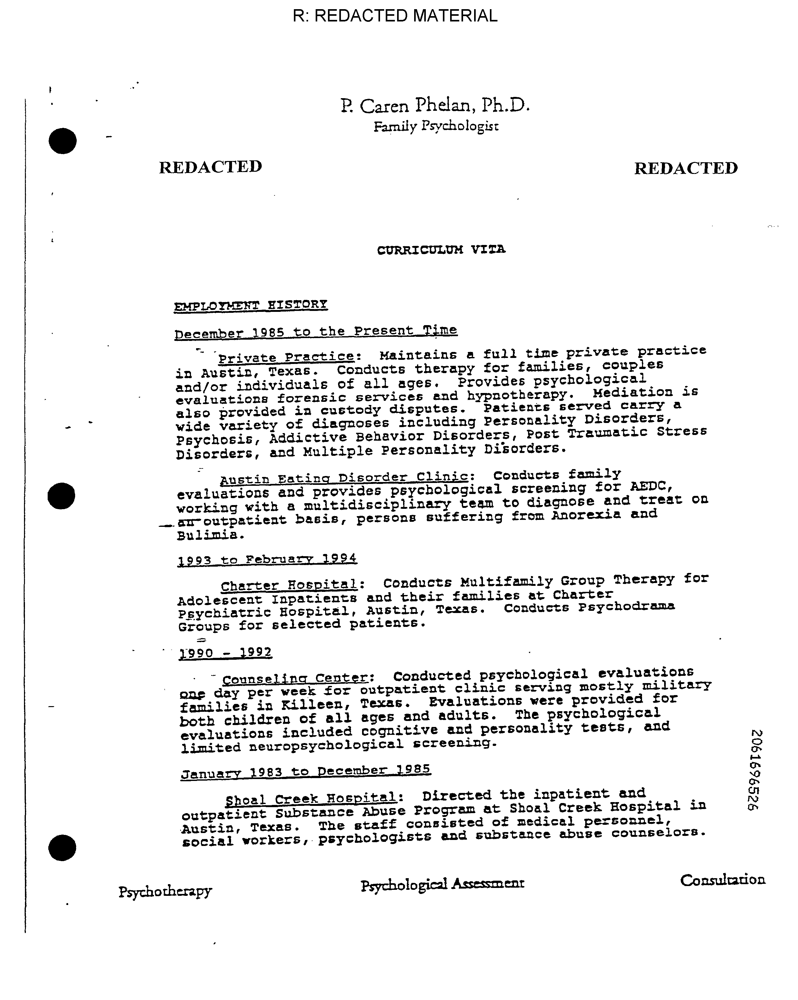 R: REDACTED MATERIAL
P. Caren Phelan, Ph.D.
Family Psychologist
REDACTED REDACTED
CURRICULUM VITA
EMPLOYMENT HISTORY
December 1985 to the Present Time
Private Practice: Maintains a full time private practice
in Austin, Texas. Conducts therapy for families, couples
and/or individuals of all ages. Provides psychological
evaluations forensic services and hypnotherapy. Mediation is
also provided in custody disputes. Patients served carry a
wide variety of diagnoses including Personality Disorders,
Psychosis, Addictive Behavior Disorders, Post Traumatic Stress
Disorders, and Multiple Personality Disorders.
Austin Eating Disorder Clinic: Conducts family
evaluations and provides psychological screening for AEDC,
working with a multidisciplinary team to diagnose and treat on
an outpatient basis, persons suffering from Anorexia and
Bulimia.
1993 to February 1994
Charter Hospital: Conducts Multifamily Group Therapy for
Adolescent Inpatients and their families at Charter
Psychiatric Hospital, Austin, Texas. Conducts Psychodrama
Groups for selected patients.
1990 - 1992
Counseling Center: Conducted psychological evaluations
one day per week for outpatient clinic serving mostly military
families in Killeen, Texas. Evaluations were provided for
both children of all ages and adults. The psychological
evaluations included cognitive and personality tests, and
limited neuropsychological screening.
January 1983 to December 1985
Shoal Creek Hospital: Directed the inpatient and
outpatient Substance Abuse Program at Shoal Creek Hospital in
Austin, Texas. The staff consisted of medical personnel,
social workers, psychologists and substance abuse counselors.
2061696526
Psychotherapy Psychological Assessment Consultation